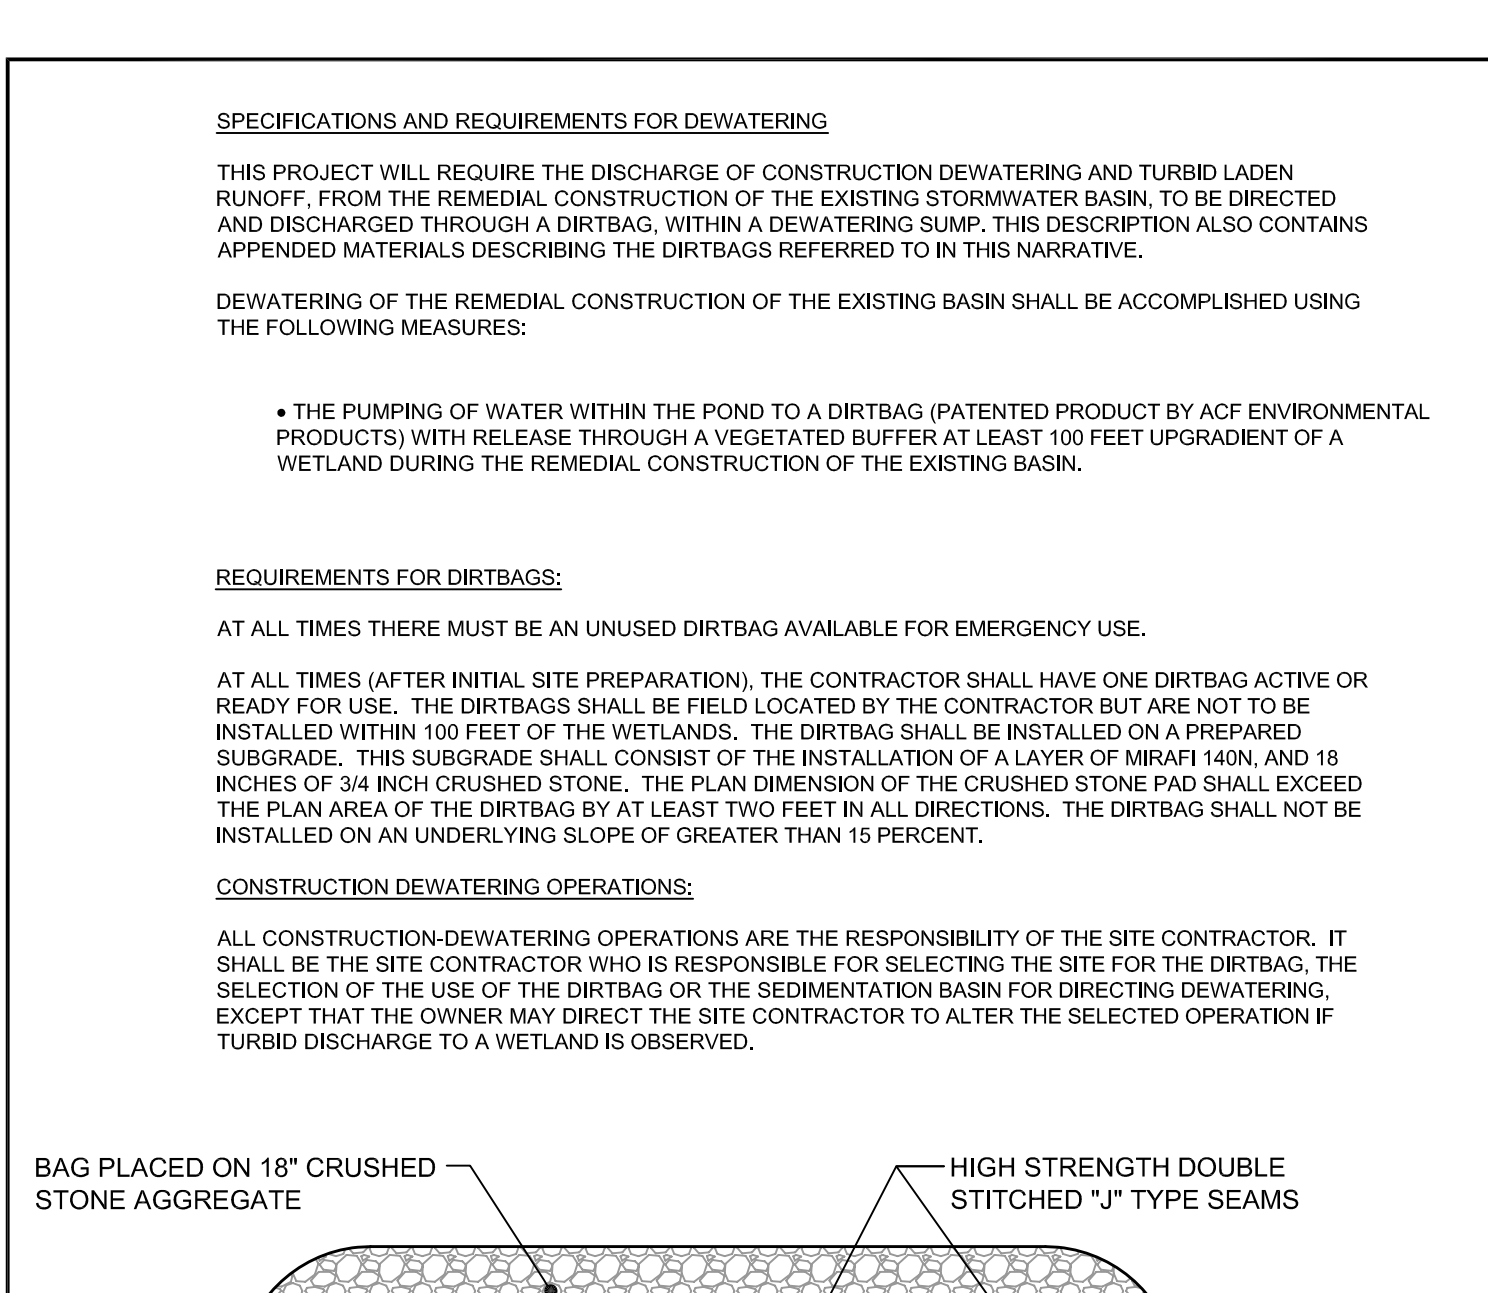 SPECIFICATIONS AND REQUIREMENTS FOR DEWATERING
THIS PROJECT WILL REQUIRE THE DISCHARGE OF CONSTRUCTION DEWATERING AND TURBID LADEN
RUNOFF, FROM THE REMEDIAL CONSTRUCTION OF THE EXISTING STORMWATER BASIN, TO BE DIRECTED
AND DISCHARGED THROUGH A DIRTBAG, WITHIN A DEWATERING SUMP. THIS DESCRIPTION ALSO CONTAINS
APPENDED MATERIALS DESCRIBING THE DIRTBAGS REFERRED TO IN THIS NARRATIVE.
DEWATERING OF THE REMEDIAL CONSTRUCTION OF THE EXISTING BASIN SHALL BE ACCOMPLISHED USING
THE FOLLOWING MEASURES:
• THE PUMPING OF WATER WITHIN THE POND TO A DIRTBAG (PATENTED PRODUCT BY ACF ENVIRONMENTAL
PRODUCTS) WITH RELEASE THROUGH A VEGETATED BUFFER AT LEAST 100 FEET UPGRADIENT OF A
WETLAND DURING THE REMEDIAL CONSTRUCTION OF THE EXISTING BASIN.
REQUIREMENTS FOR DIRTBAGS:
AT ALL TIMES THERE MUST BE AN UNUSED DIRTBAG AVAILABLE FOR EMERGENCY USE.
AT ALL TIMES (AFTER INITIAL SITE PREPARATION), THE CONTRACTOR SHALL HAVE ONE DIRTBAG ACTIVE OR
READY FOR USE. THE DIRTBAGS SHALL BE FIELD LOCATED BY THE CONTRACTOR BUT ARE NOT TO BE
INSTALLED WITHIN 100 FEET OF THE WETLANDS. THE DIRTBAG SHALL BE INSTALLED ON A PREPARED
SUBGRADE. THIS SUBGRADE SHALL CONSIST OF THE INSTALLATION OF A LAYER OF MIRAFI 140N, AND 18
INCHES OF 3/4 INCH CRUSHED STONE. THE PLAN DIMENSION OF THE CRUSHED STONE PAD SHALL EXCEED
THE PLAN AREA OF THE DIRTBAG BY AT LEAST TWO FEET IN ALL DIRECTIONS. THE DIRTBAG SHALL NOT BE
INSTALLED ON AN UNDERLYING SLOPE OF GREATER THAN 15 PERCENT.
CONSTRUCTION DEWATERING OPERATIONS:
ALL CONSTRUCTION-DEWATERING OPERATIONS ARE THE RESPONSIBILITY OF THE SITE CONTRACTOR. IT
SHALL BE THE SITE CONTRACTOR WHO IS RESPONSIBLE FOR SELECTING THE SITE FOR THE DIRTBAG, THE
SELECTION OF THE USE OF THE DIRTBAG OR THE SEDIMENTATION BASIN FOR DIRECTING DEWATERING,
EXCEPT THAT THE OWNER MAY DIRECT THE SITE CONTRACTOR TO ALTER THE SELECTED OPERATION IF
TURBID DISCHARGE TO A WETLAND IS OBSERVED.
BAG PLACED ON 18" CRUSHED
STONE AGGREGATE
HIGH STRENGTH DOUBLE
STITCHED "J" TYPE SEAMS